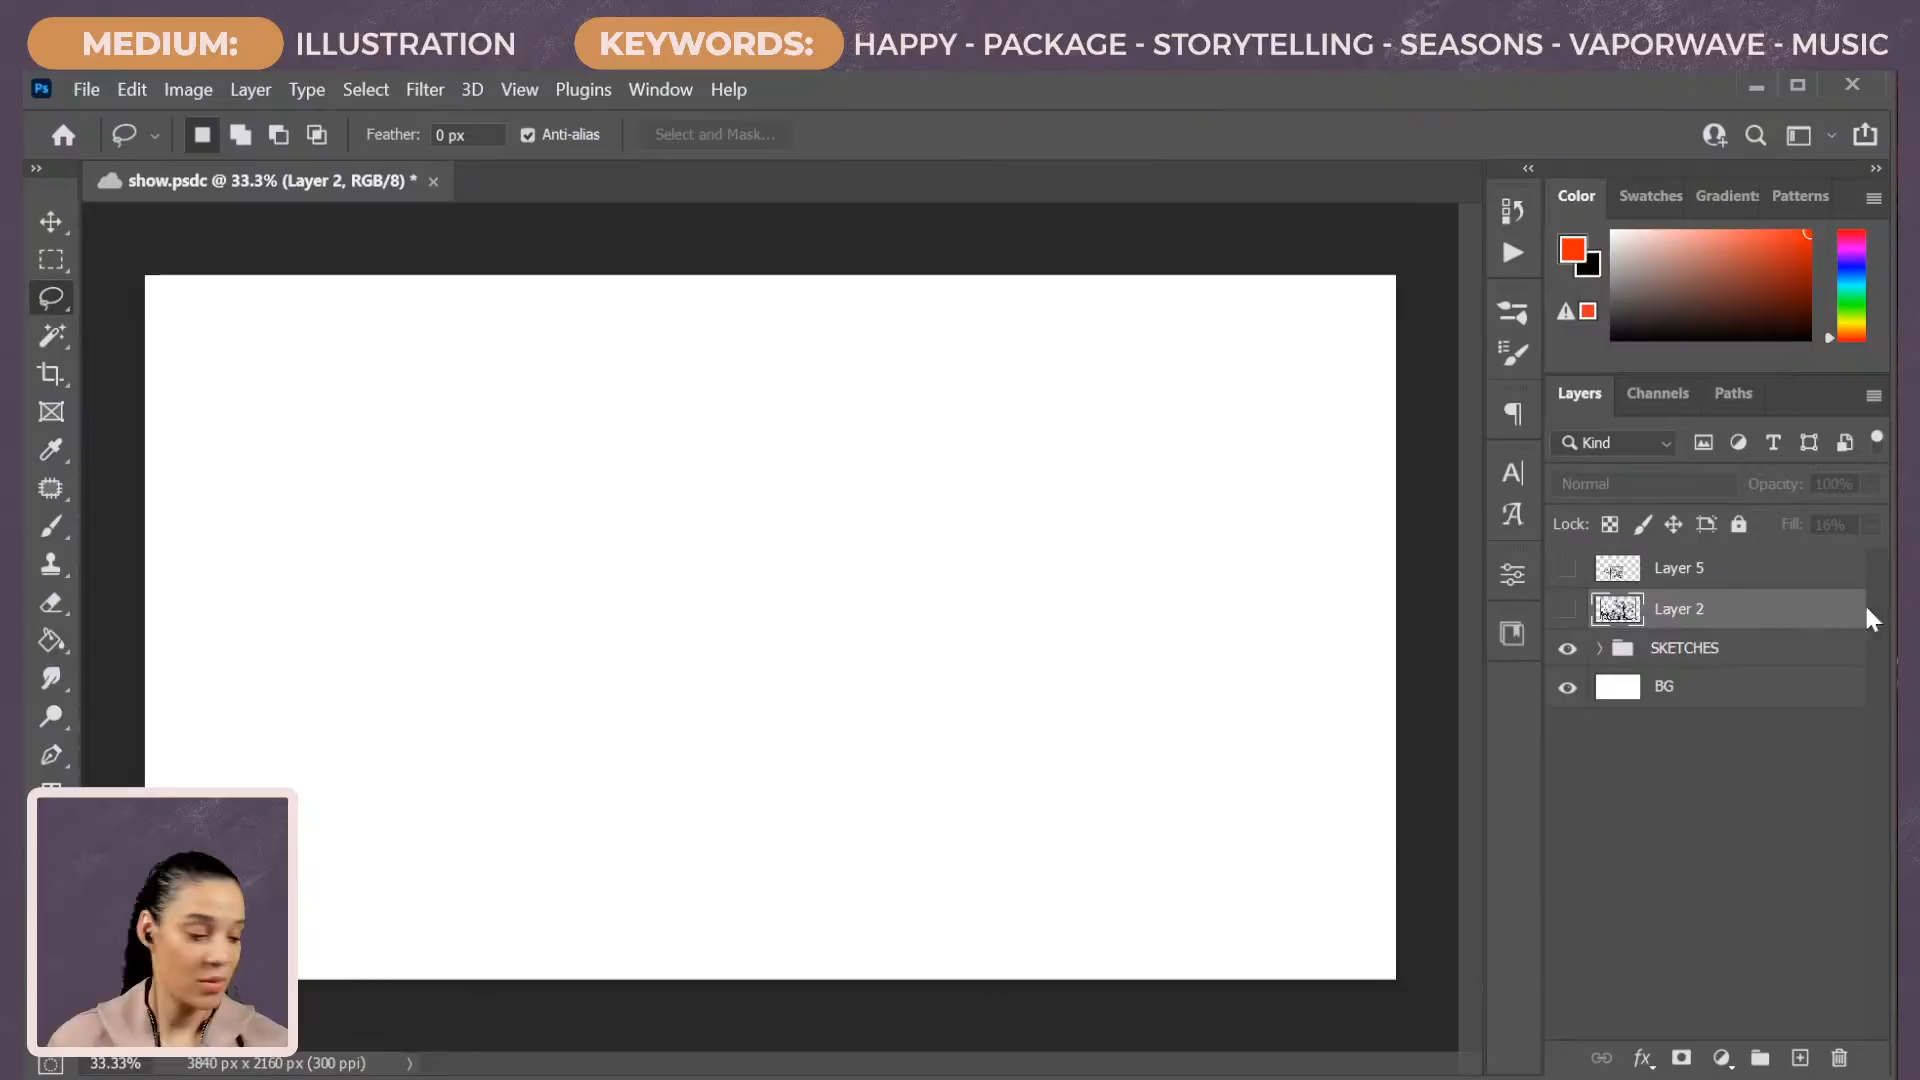 MEDIUM: ILLUSTRATION KEYWORDS: HAPPY - PACKAGE - STORYTELLING - SEASONS - VAPORWAVE - MUSIC
Ps File Edit Image Layer Type Select Filter 3D View Plugins Window Help
Feather: 0 px Anti-alias Select and Mask...
show.psdc @ 33.3% (Layer 2, RGB/8) *
Color Swatches Gradients Patterns
Layers Channels Paths
Kind
Normal Opacity: 100%
Lock: Fill: 16%
Layer 5
Layer 2
SKETCHES
BG
33.33% 3840 px x 2160 px (300 ppi)
fx